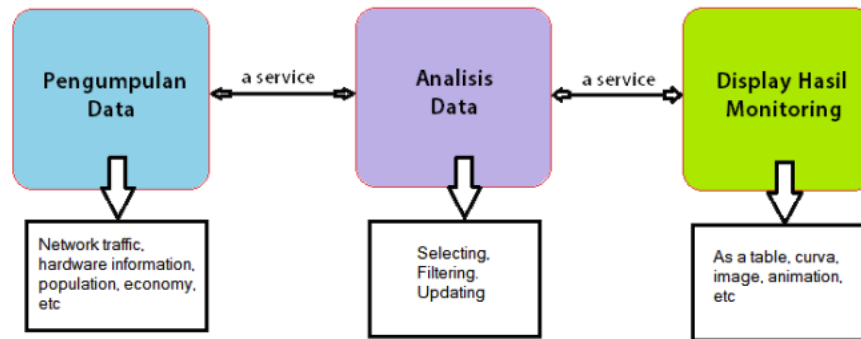 Pengumpulan
Data
a service
Analisis
Data
a service
Display Hasil
Monitoring
Network traffic,
hardware information,
population, economy,
etc
Selecting,
Filtering.
Updating
As a table, curva,
image, animation,
etc